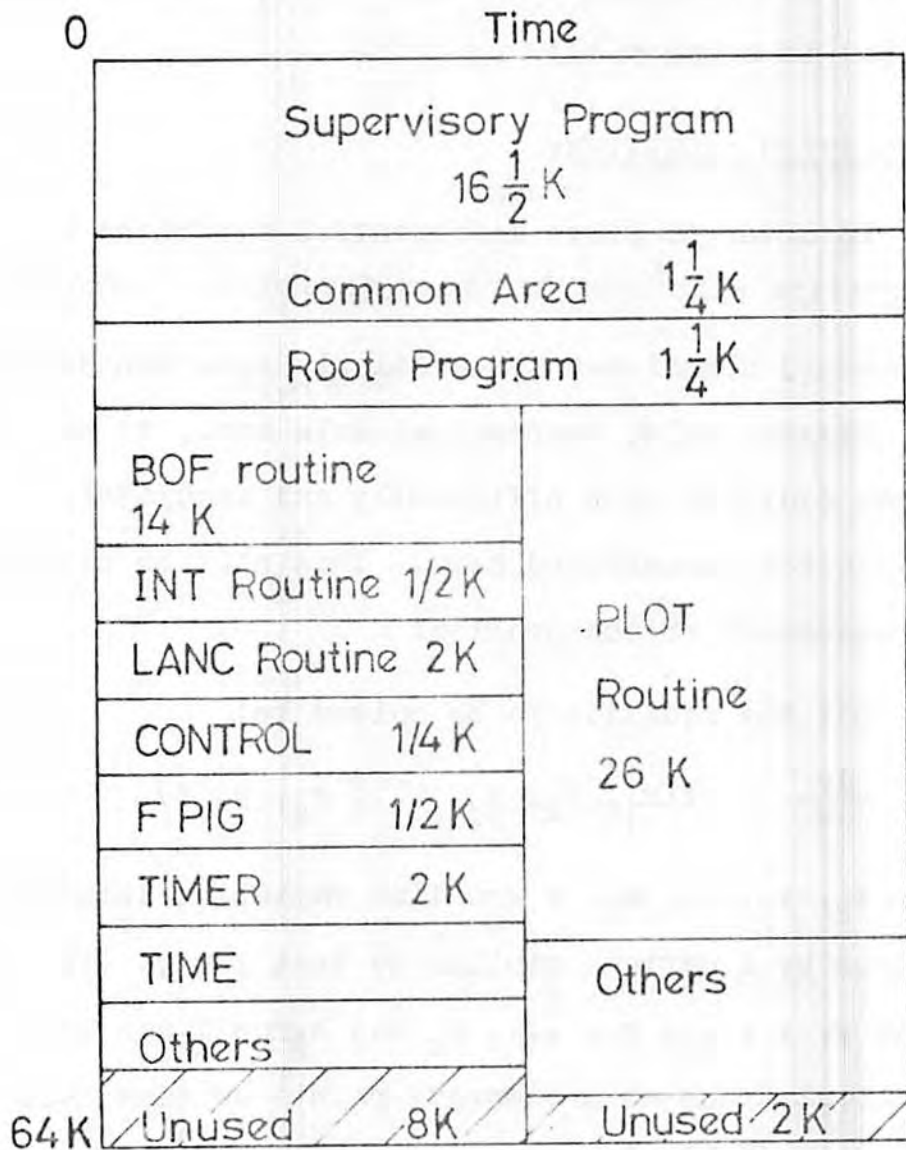 0
Time
Supervisory Program
16 1/2 K
Common Area 1 1/4 K
Root Program 1 1/4 K
BOF routine
14 K
INT Routine 1/2 K
LANC Routine 2 K
CONTROL 1/4 K
F PIG 1/2 K
TIMER 2 K
TIME
Others
Unused 8K
64K
PLOT
Routine
26 K
Others
Unused 2K